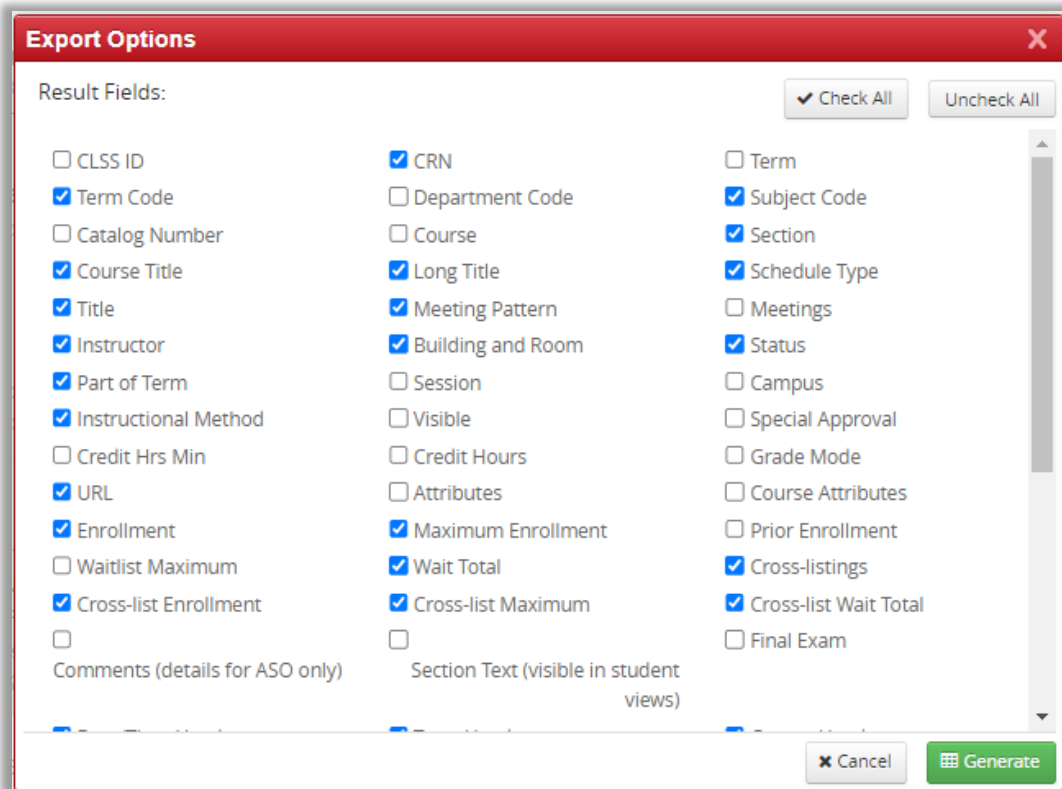 Export Options X
Result Fields: Check All Uncheck All
CLSS ID CRN Term
Term Code Department Code Subject Code
Catalog Number Course Section
Course Title Long Title Schedule Type
Title Meeting Pattern Meetings
Instructor Building and Room Status
Part of Term Session Campus
Instructional Method Visible Special Approval
Credit Hrs Min Credit Hours Grade Mode
URL Attributes Course Attributes
Enrollment Maximum Enrollment Prior Enrollment
Waitlist Maximum Wait Total Cross-listings
Cross-list Enrollment Cross-list Maximum Cross-list Wait Total
Final Exam
Comments (details for ASO only) Section Text (visible in student
views)
Cancel Generate